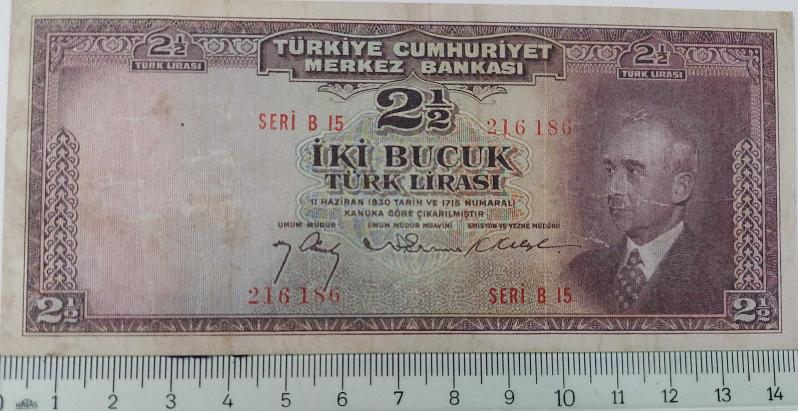 2½ TÜRKİYE CUMHURİYET 2½
TÜRK LİRASI MERKEZ BANKASI TÜRK LİRASI
2½
SERİ B 15 216186
İKİ BUÇUK
TÜRK LİRASI
11 HAZİRAN 1930 TARİH VE 1715 NUMARALI
KANUNA GÖRE ÇIKARILMIŞTIR
UMUM MÜDÜR UMUM MÜDÜR MUAVİNİ EMİSYON VE VEZNE MÜDÜRÜ
216186 SERİ B 15
2½ 2½
0 NATAŞ 1 2 3 4 5 6 7 8 9 10 11 12 13 14